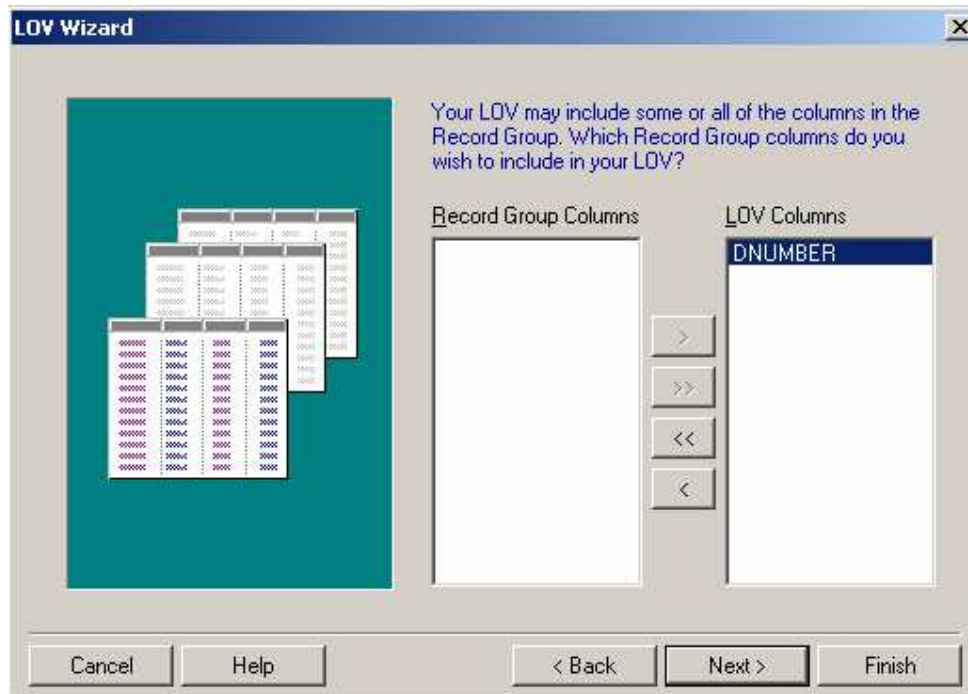 LOV Wizard
Your LOV may include some or all of the columns in the
Record Group. Which Record Group columns do you
wish to include in your LOV?
Record Group Columns
LOV Columns
DNUMBER
>
>>
<<
<
Cancel
Help
< Back
Next >
Finish